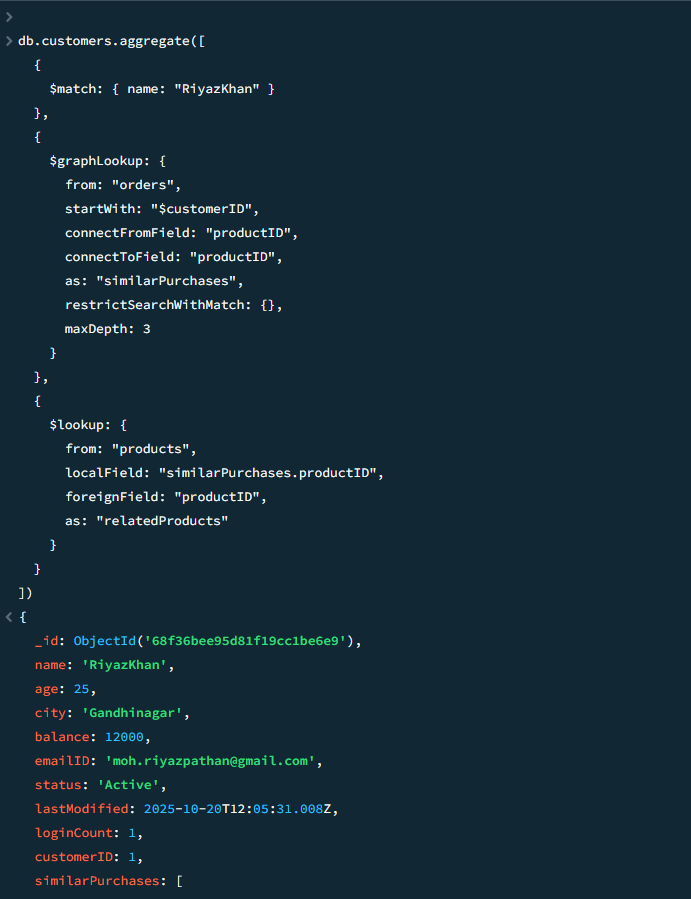 >
> db.customers.aggregate([
{
$match: { name: "RiyazKhan" }
},
{
$graphLookup: {
from: "orders",
startWith: "$customerID",
connectFromField: "productID",
connectToField: "productID",
as: "similarPurchases",
restrictSearchWithMatch: {},
maxDepth: 3
}
},
{
$lookup: {
from: "products",
localField: "similarPurchases.productID",
foreignField: "productID",
as: "relatedProducts"
}
}
])
< {
_id: ObjectId('68f36bee95d81f19cc1be6e9'),
name: 'RiyazKhan',
age: 25,
city: 'Gandhinagar',
balance: 12000,
emailID: 'moh.riyazpathan@gmail.com',
status: 'Active',
lastModified: 2025-10-20T12:05:31.008Z,
loginCount: 1,
customerID: 1,
similarPurchases: [